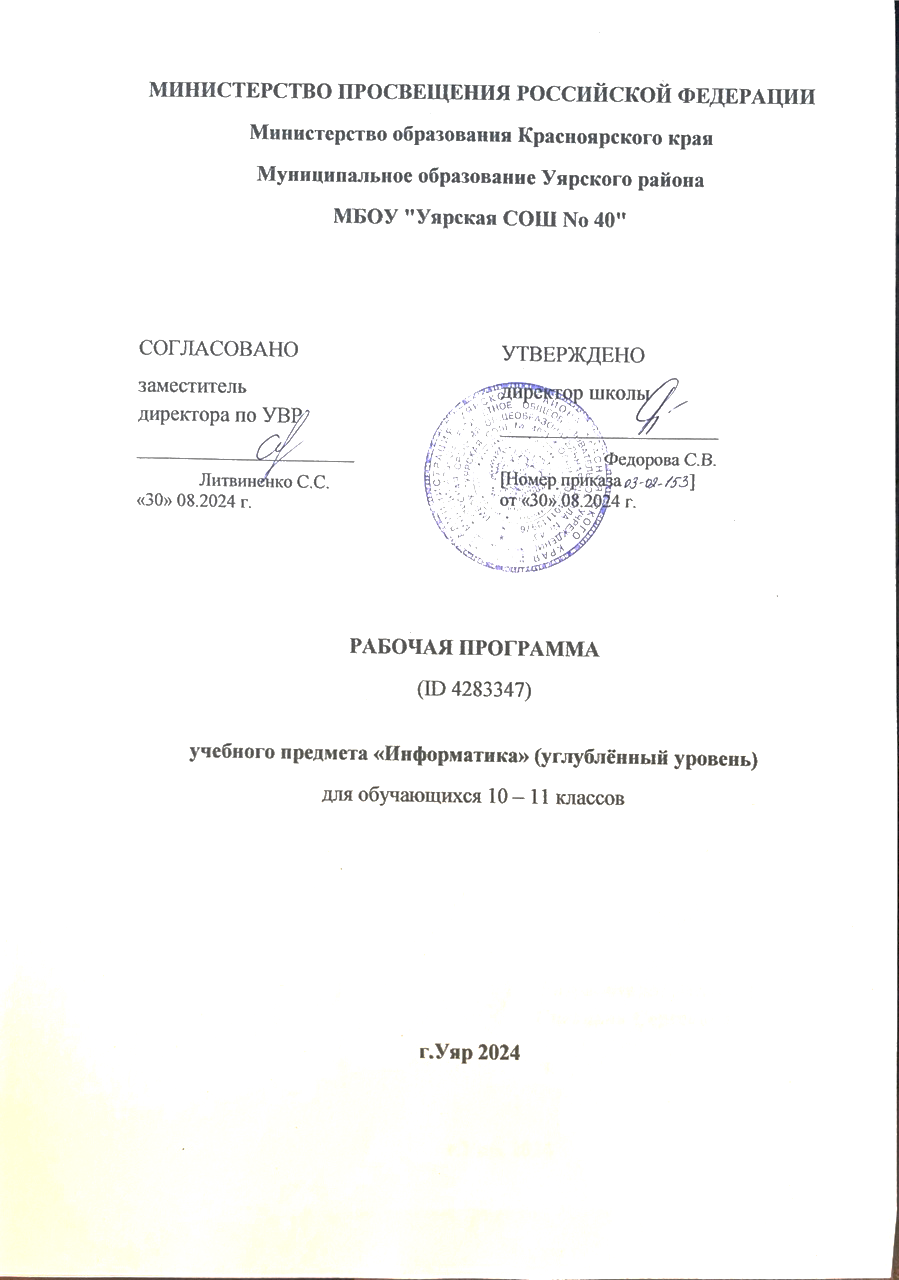 МИНИСТЕРСТВО ПРОСВЕЩЕНИЯ РОССИЙСКОЙ ФЕДЕРАЦИИ
Министерство образования Красноярского края
Муниципальное образование Уярского района
МБОУ "Уярская СОШ No 40"
СОГЛАСОВАНО
заместитель
директора по УВР
Литвиненко С.С.
«30» 08.2024 г.
УТВЕРЖДЕНО
директор школы
Федорова С.В.
[Номер приказа 03-02-153]
от «30».08.2024 г.
РАБОЧАЯ ПРОГРАММА
(ID 4283347)
учебного предмета «Информатика» (углублённый уровень)
для обучающихся 10 – 11 классов
г.Уяр 2024